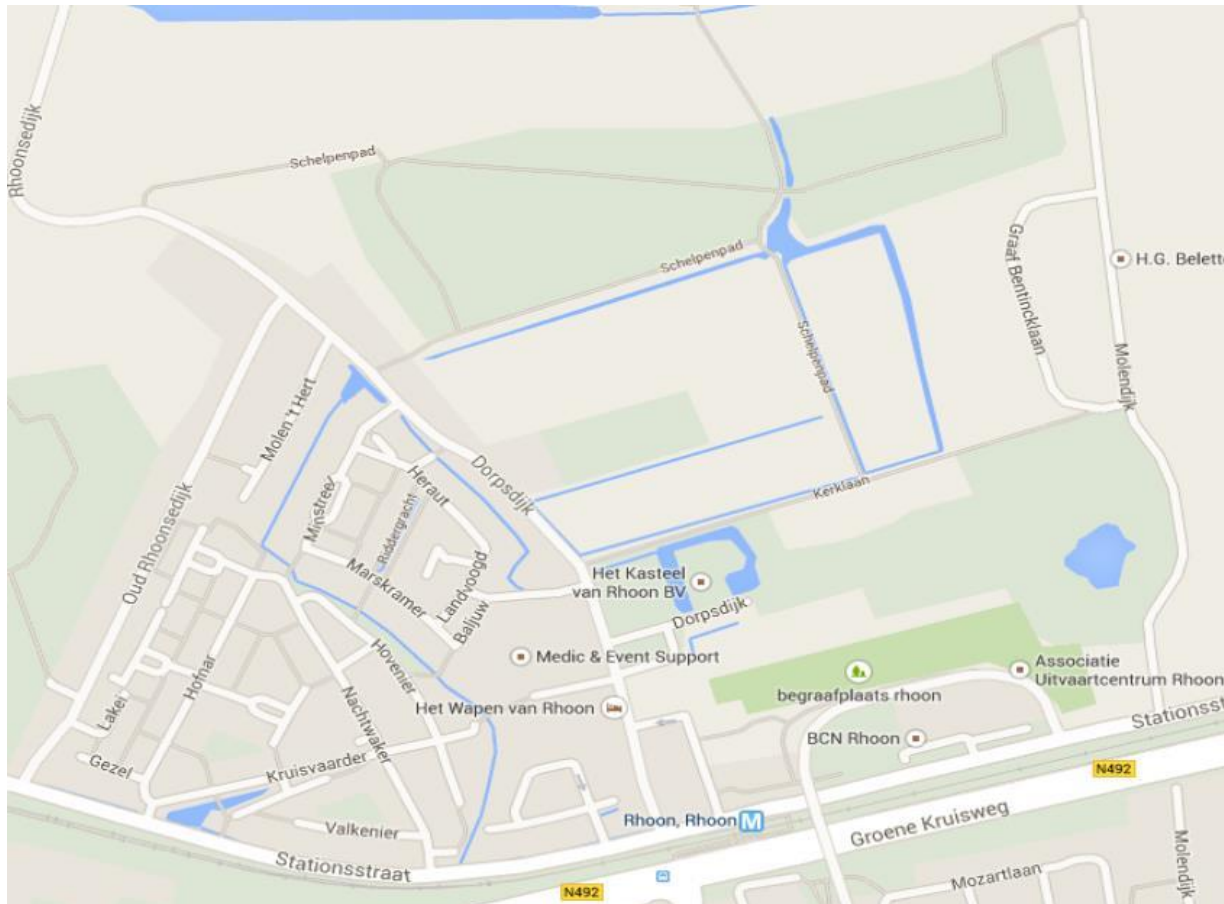 Rhoonsedijk
Schelpenpad
Schelpenpad
Graaf Bentincklaan
H.G. Belette
Schelpenpad
Molendijk
Molen 't Hert
Heraut
Dorpsdijk
Minstreel
Kerklaan
Riddergracht
Oud Rhoonsedijk
Marskramer
Landvoogd
Baljuw
Het Kasteel
van Rhoon BV
Dorpsdijk
Medic & Event Support
Hofnar
Hovenier
Associatie
Uitvaartcentrum Rhoon
begraafplaats rhoon
Lakei
Nachtwaker
Het Wapen van Rhoon
Stationsst
BCN Rhoon
Gezel
Kruisvaarder
N492
Rhoon, Rhoon M
Groene Kruisweg
Valkenier
Molendijk
Stationsstraat
Mozartlaan
N492